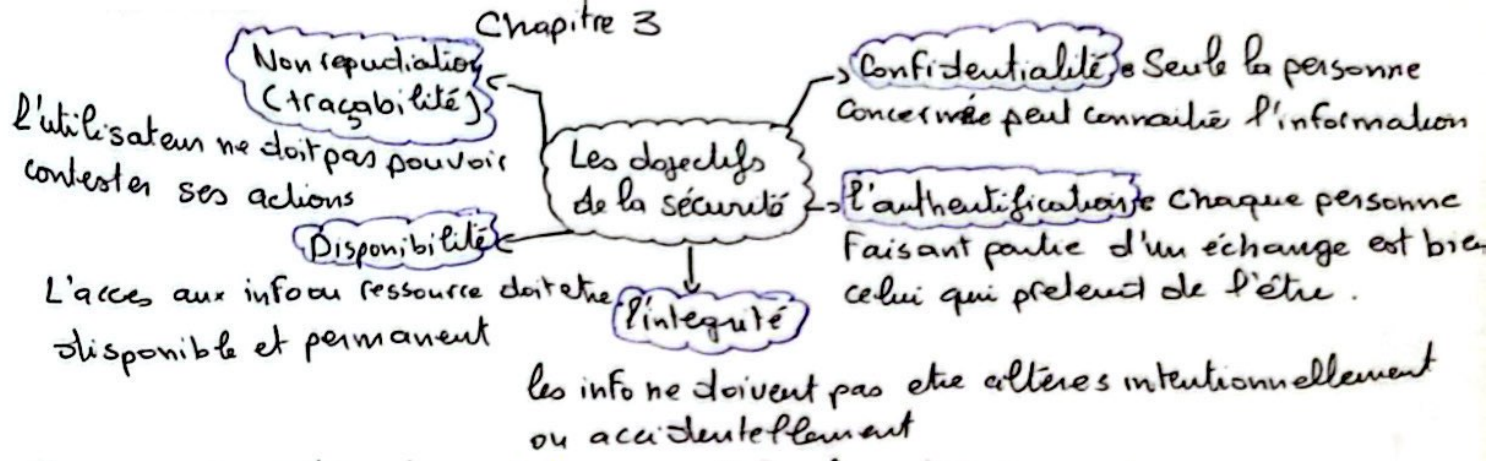 Chapitre 3
Non repudiation
(traçabilité)
l'utilisateur ne doit pas pouvoir
contester ses actions
Confidentialité : Seule la personne
concernée peut connaitre l'information
Les objectifs
de la sécurité
l'authentification : Chaque personne
Faisant partie d'un échange est bien
celui qui pretend de l'être.
Disponibilité
L'acces aux info ou ressource doit etre
disponible et permanent
l'integrité
les info ne doivent pas etre altères intentionnellement
ou accidentellement